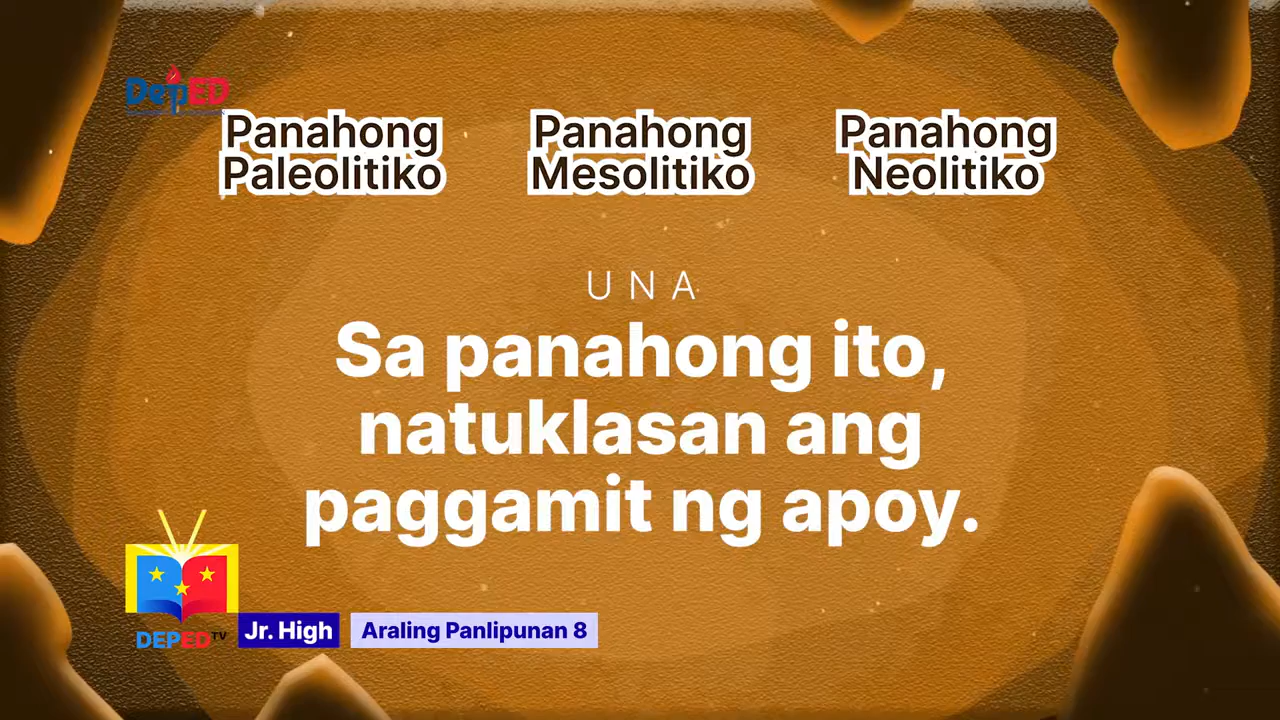 DepED
Panahong
Paleolitiko
Panahong
Mesolitiko
Panahong
Neolitiko
UNA
Sa panahong ito,
natuklasan ang
paggamit ng apoy.
DEPED TV
Jr. High
Araling Panlipunan 8